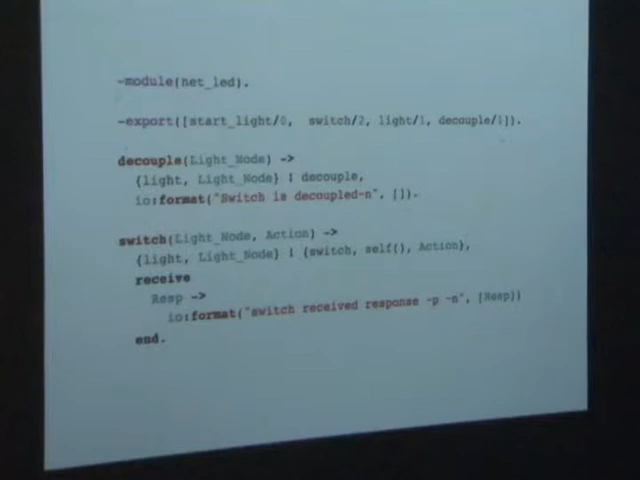 -module(net_led).
-export([start_light/0, switch/2, light/1, decouple/1]).
decouple(Light_Node) ->
{light, Light_Node} ! decouple,
io:format("Switch is decoupled~n", []).
switch(Light_Node, Action) ->
{light, Light_Node} ! {switch, self(), Action},
receive
Resp ->
io:format("switch received response ~p ~n", [Resp])
end.